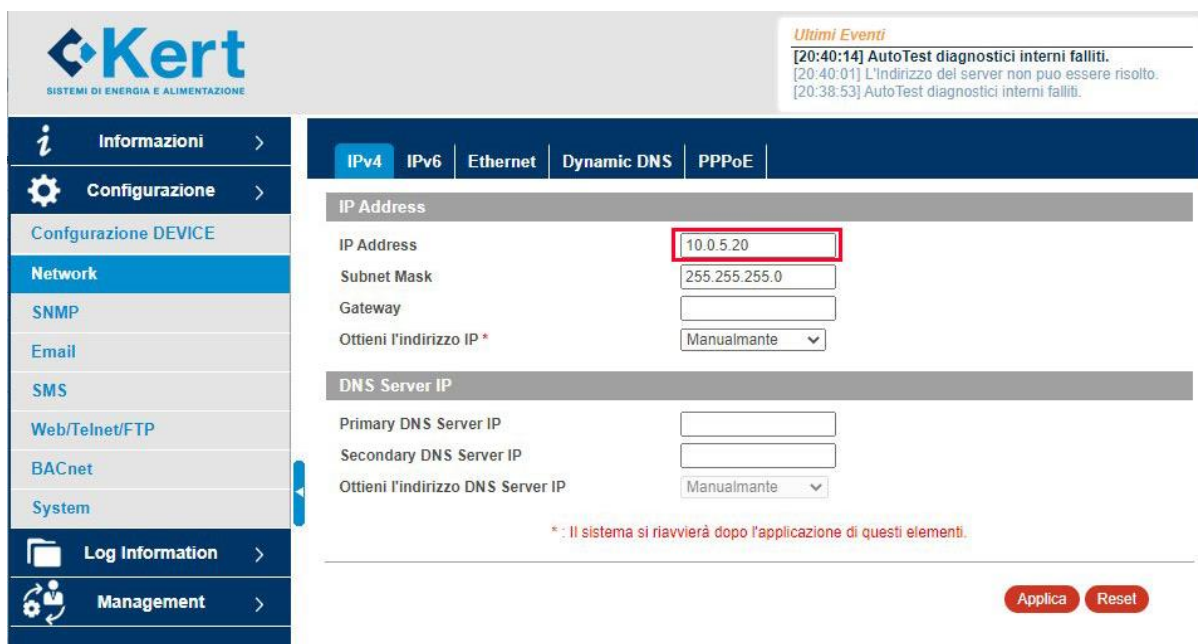 Kert
SISTEMI DI ENERGIA E ALIMENTAZIONE
Ultimi Eventi
[20:40:14] AutoTest diagnostici interni falliti.
[20:40:01] L'Indirizzo del server non puo essere risolto.
[20:38:53] AutoTest diagnostici interni falliti.
Informazioni
Configurazione
Confgurazione DEVICE
Network
SNMP
Email
SMS
Web/Telnet/FTP
BACnet
System
Log Information
Management
IPv4 IPv6 Ethernet Dynamic DNS PPPoE
IP Address
IP Address 10.0.5.20
Subnet Mask 255.255.255.0
Gateway
Ottieni l'indirizzo IP * Manualmante
DNS Server IP
Primary DNS Server IP
Secondary DNS Server IP
Ottieni l'indirizzo DNS Server IP Manualmante
* : Il sistema si riavvierà dopo l'applicazione di questi elementi.
Applica Reset